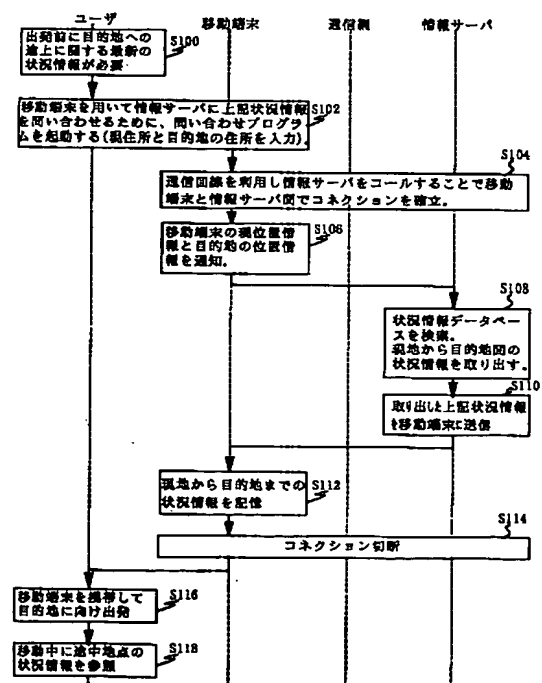 ユーザ
移動端末
通信網
情報サーバ
出発前に目的地への
途上に関する最新の
状況情報が必要
S100
移動端末を用いて情報サーバに上記状況情報
を問い合わせるために、問い合わせプログラ
ムを起動する(現住所と目的地の住所を入力)。
S102
S104
通信回線を利用し情報サーバをコールすることで移動
端末と情報サーバ図でコネクションを確立。
S106
移動端末の現位置情
報と目的地の位置情
報を通知。
S108
状況情報データベー
スを検索。
現地から目的地図の
状況情報を取り出す。
S110
取り出した上記状況情報
を移動端末に送信
現地から目的地までの
状況情報を記憶
S112
S114
コネクション切断
移動端末を携帯して
目的地に向け出発
S116
移動中に途中地点の
状況情報を参照
S118